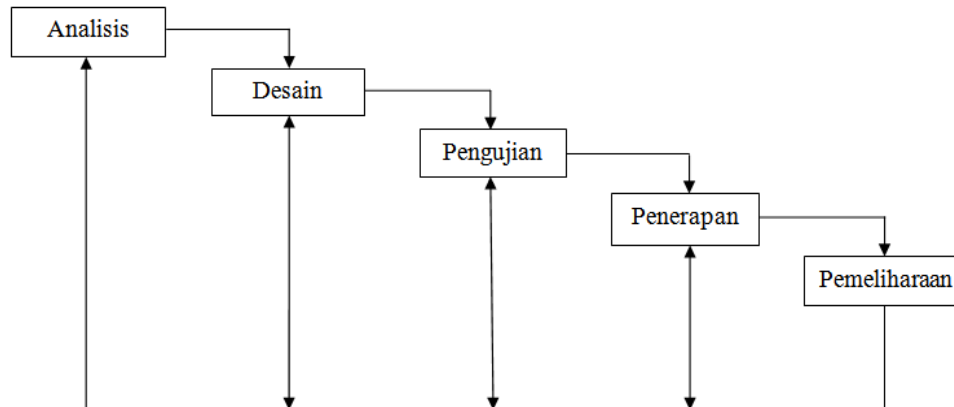 Analisis
Desain
Pengujian
Penerapan
Pemeliharaan